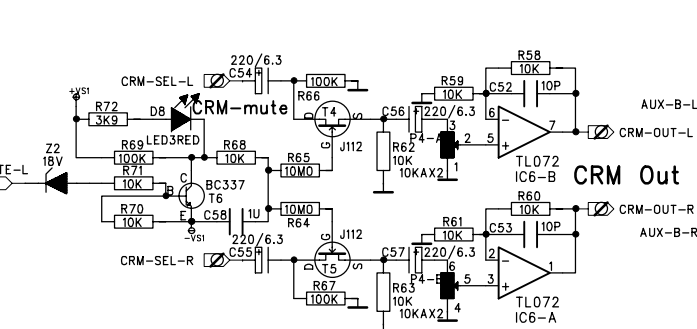 220/6.3
C54
CRM-SEL-L
100K
R66
+VS1
R72
3K9
D8
CRM-mute
LED3RED
T4
D
S
G
J112
C56
220/6.3
R59
10K
R58
10K
C52
10P
6
5
7
TL072
IC6-B
AUX-B-L
CRM-OUT-L
R62
10K
10KAX2
P4-A
3
2
1
Z2
18V
TE-L
R69
100K
R71
10K
R70
10K
R68
10K
C
B
E
BC337
T6
-VS1
C58
1U
R65
10M0
10M0
R64
CRM Out
220/6.3
C55
CRM-SEL-R
G
D
S
T5
J112
R67
100K
C57
220/6.3
R61
10K
R60
10K
C53
10P
2
3
1
TL072
IC6-A
CRM-OUT-R
AUX-B-R
R63
10K
10KAX2
6
5
4